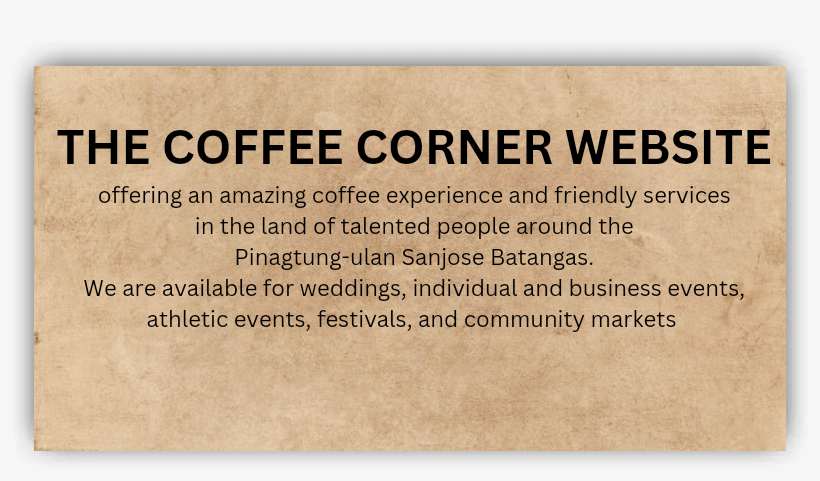 THE COFFEE CORNER WEBSITE
offering an amazing coffee experience and friendly services
in the land of talented people around the
Pinagtung-ulan Sanjose Batangas.
We are available for weddings, individual and business events,
athletic events, festivals, and community markets